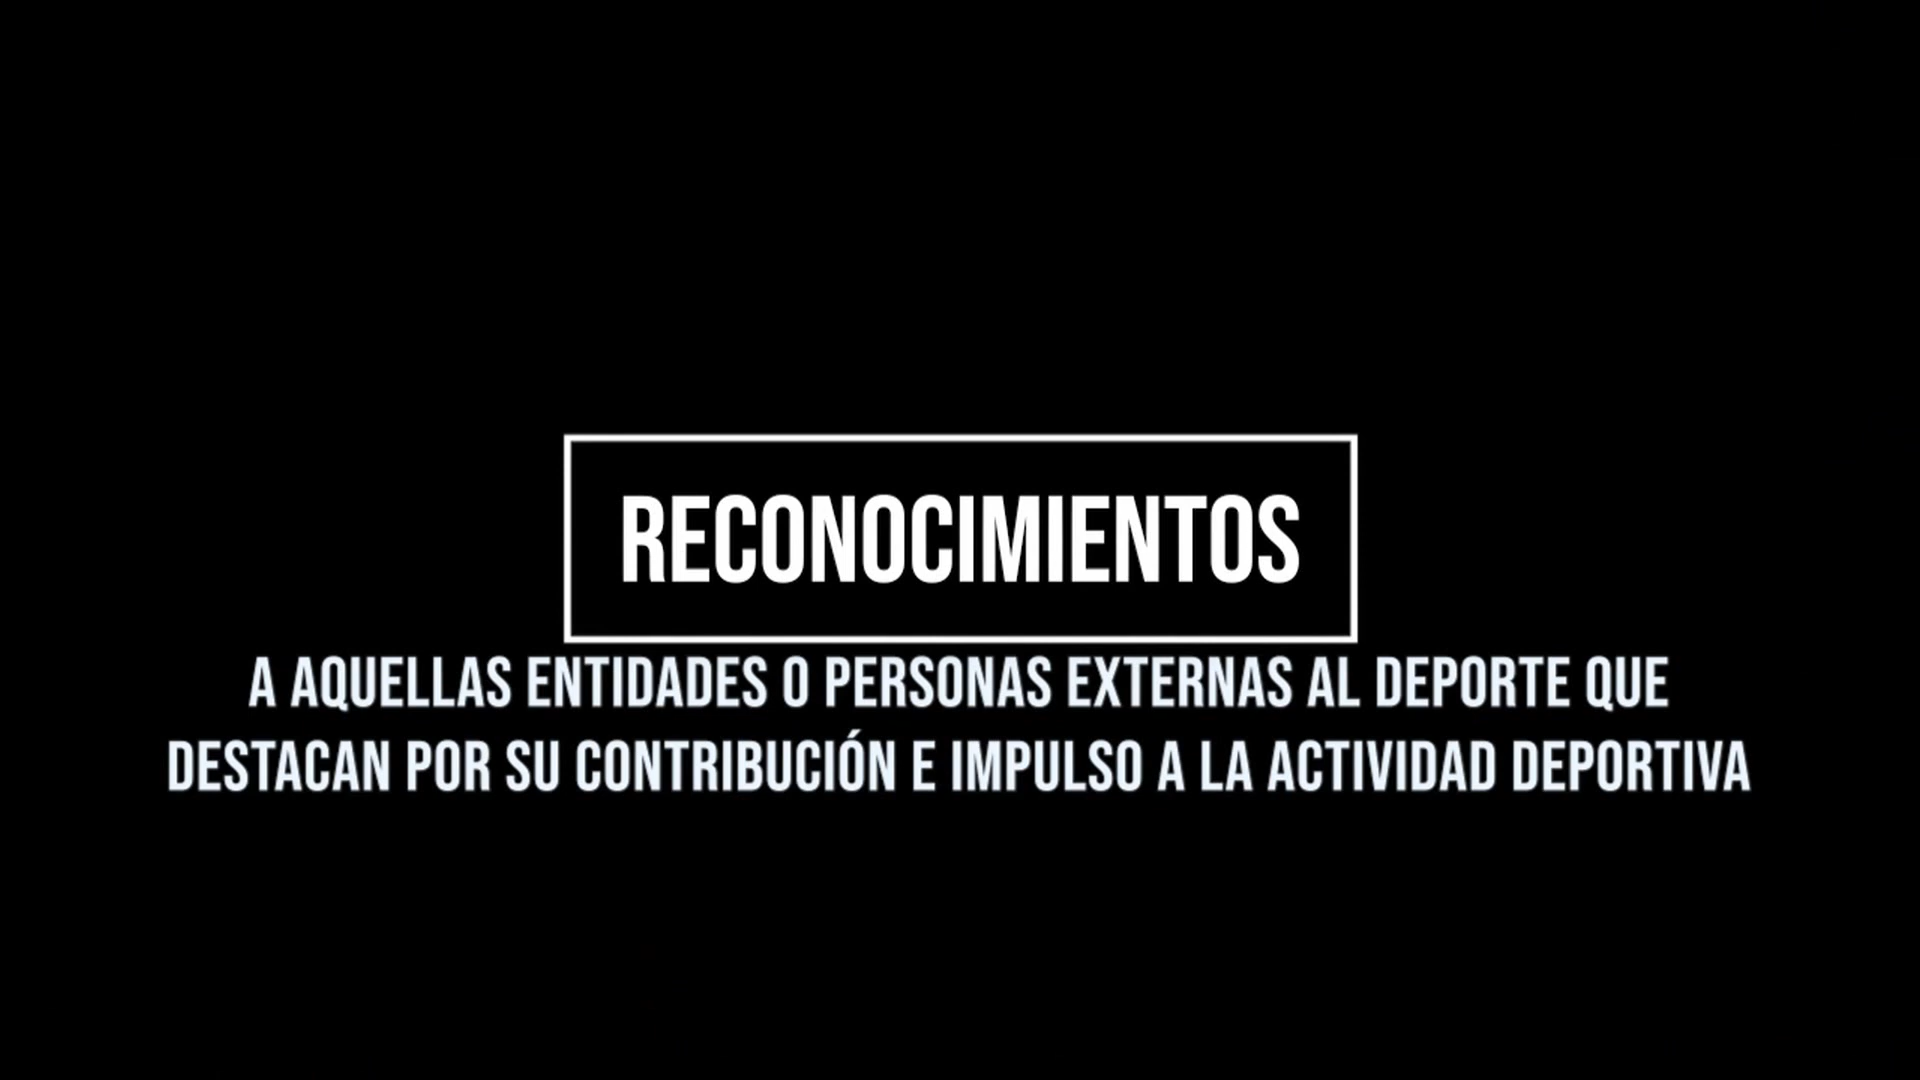 RECONOCIMIENTOS
A AQUELLAS ENTIDADES O PERSONAS EXTERNAS AL DEPORTE QUE
DESTACAN POR SU CONTRIBUCIÓN E IMPULSO A LA ACTIVIDAD DEPORTIVA